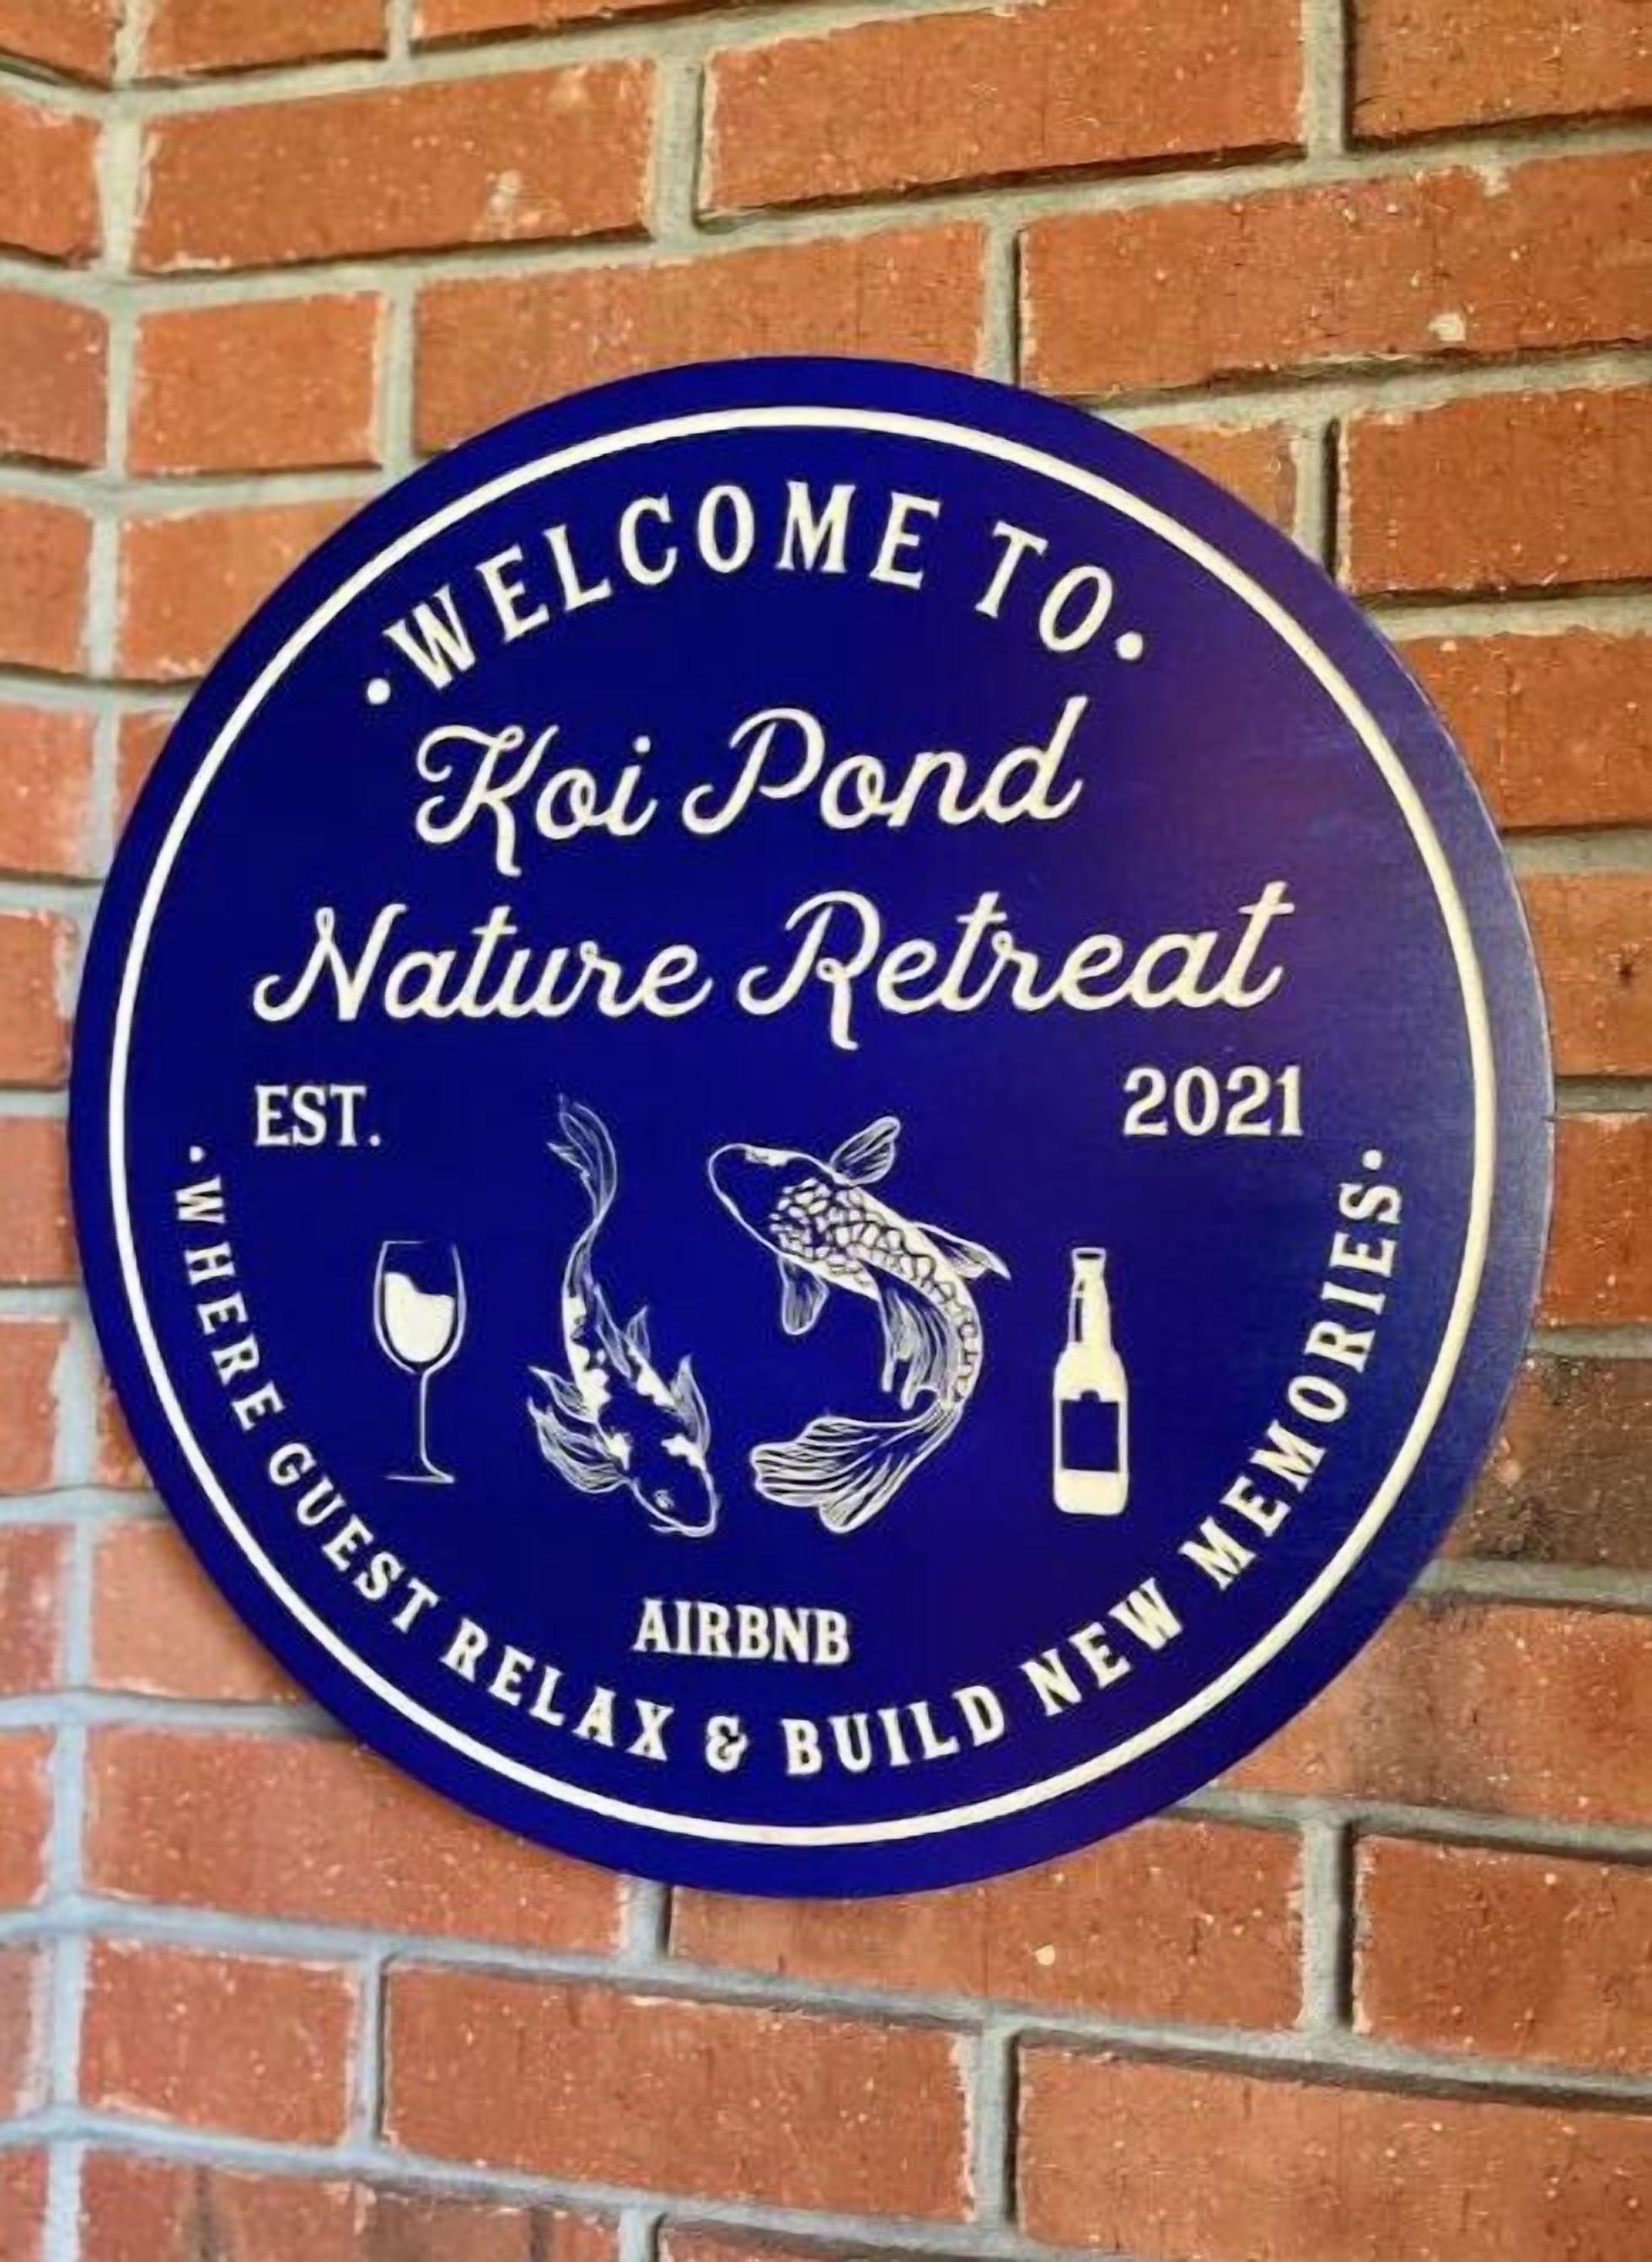 • WELCOME TO •
Koi Pond
Nature Retreat
EST. 2021
AIRBNB
• WHERE GUEST RELAX & BUILD NEW MEMORIES •